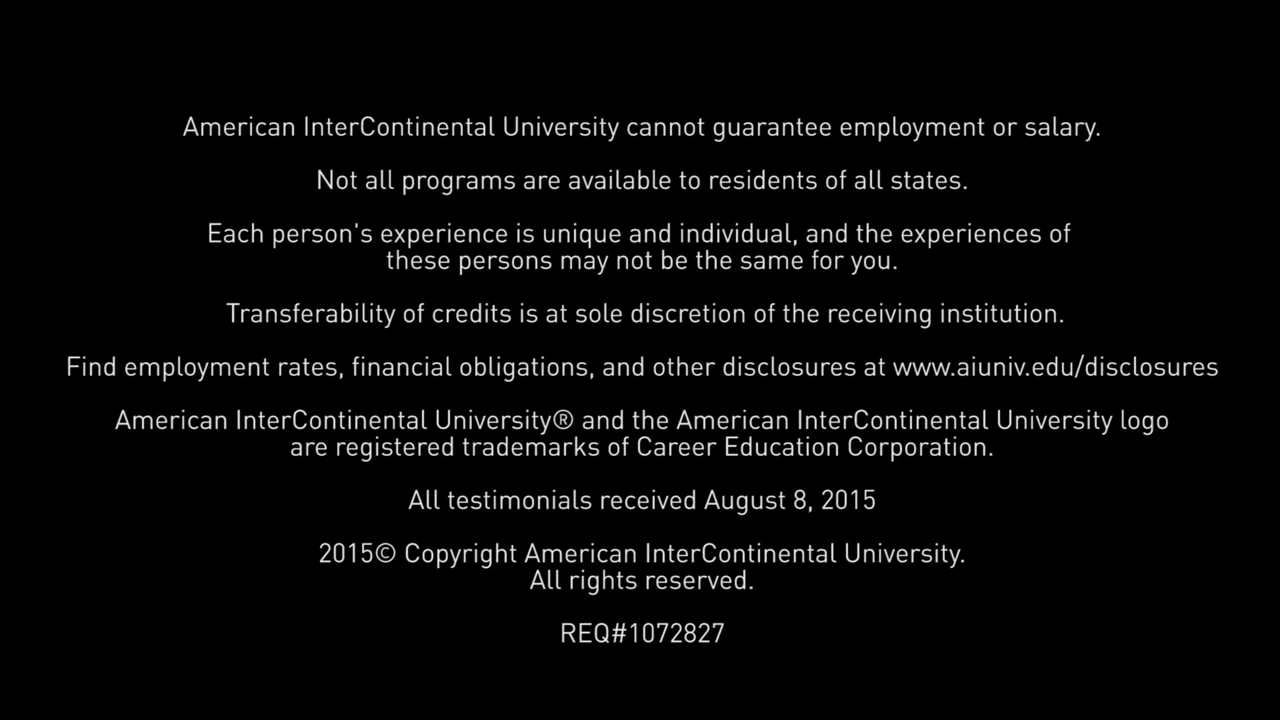 American InterContinental University cannot guarantee employment or salary.
Not all programs are available to residents of all states.
Each person's experience is unique and individual, and the experiences of
these persons may not be the same for you.
Transferability of credits is at sole discretion of the receiving institution.
Find employment rates, financial obligations, and other disclosures at www.aiuniv.edu/disclosures
American InterContinental University® and the American InterContinental University logo
are registered trademarks of Career Education Corporation.
All testimonials received August 8, 2015
2015© Copyright American InterContinental University.
All rights reserved.
REQ#1072827